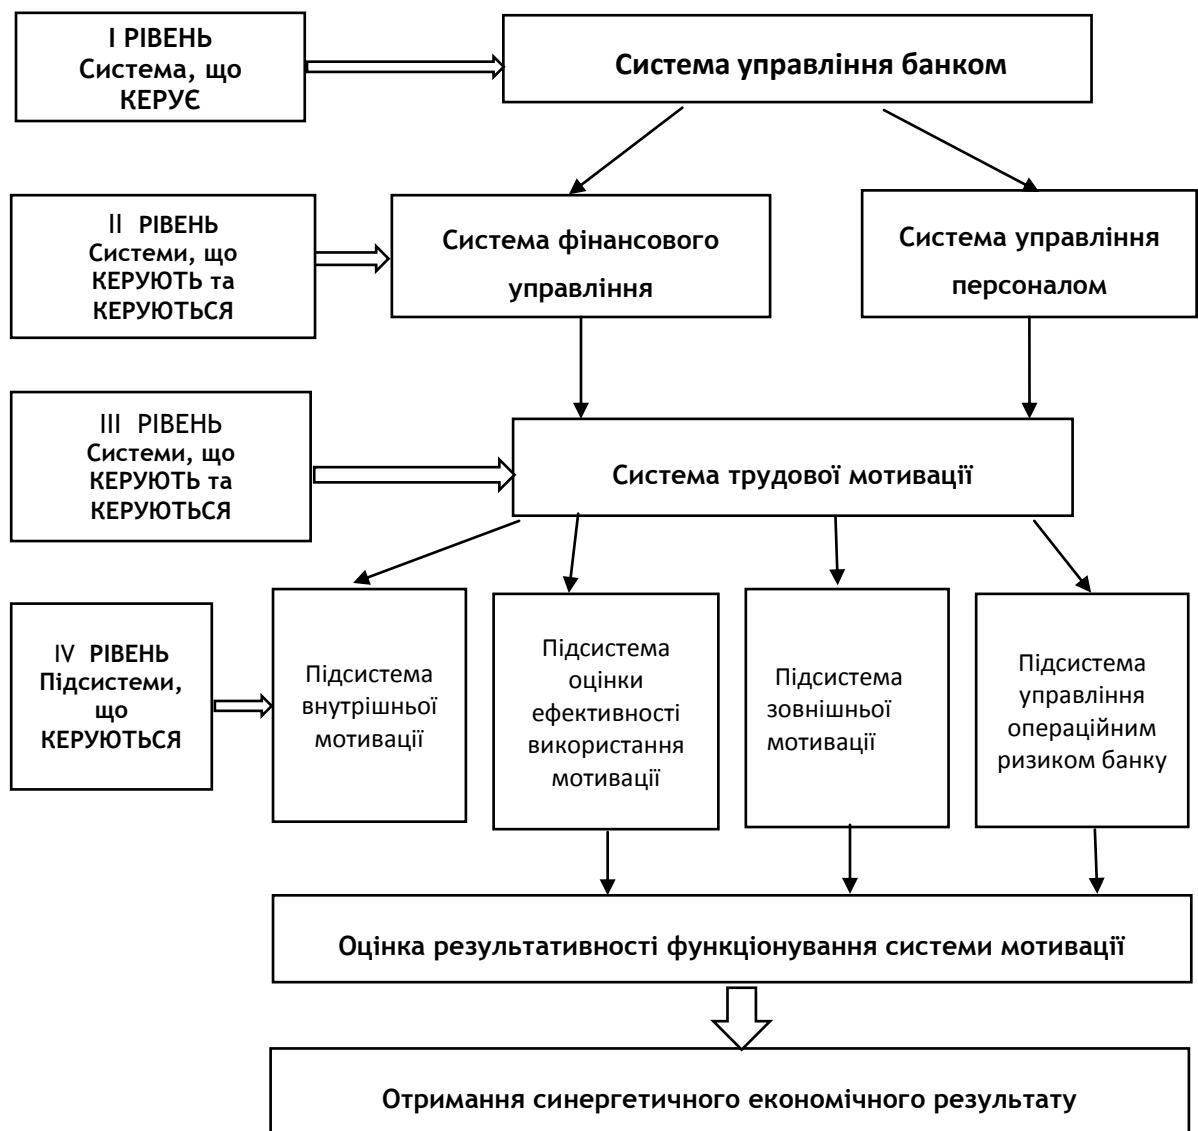 І РІВЕНЬ
Система, що
КЕРУЄ
Система управління банком
ІІ РІВЕНЬ
Системи, що
КЕРУЮТЬ та
КЕРУЮТЬСЯ
Система фінансового
управління
Система управління
персоналом
ІІІ РІВЕНЬ
Системи, що
КЕРУЮТЬ та
КЕРУЮТЬСЯ
Система трудової мотивації
IV РІВЕНЬ
Підсистеми,
що
КЕРУЮТЬСЯ
Підсистема
внутрішньої
мотивації
Підсистема
оцінки
ефективності
використання
мотивації
Підсистема
зовнішньої
мотивації
Підсистема
управління
операційним
ризиком банку
Оцінка результативності функціонування системи мотивації
Отримання синергетичного економічного результату